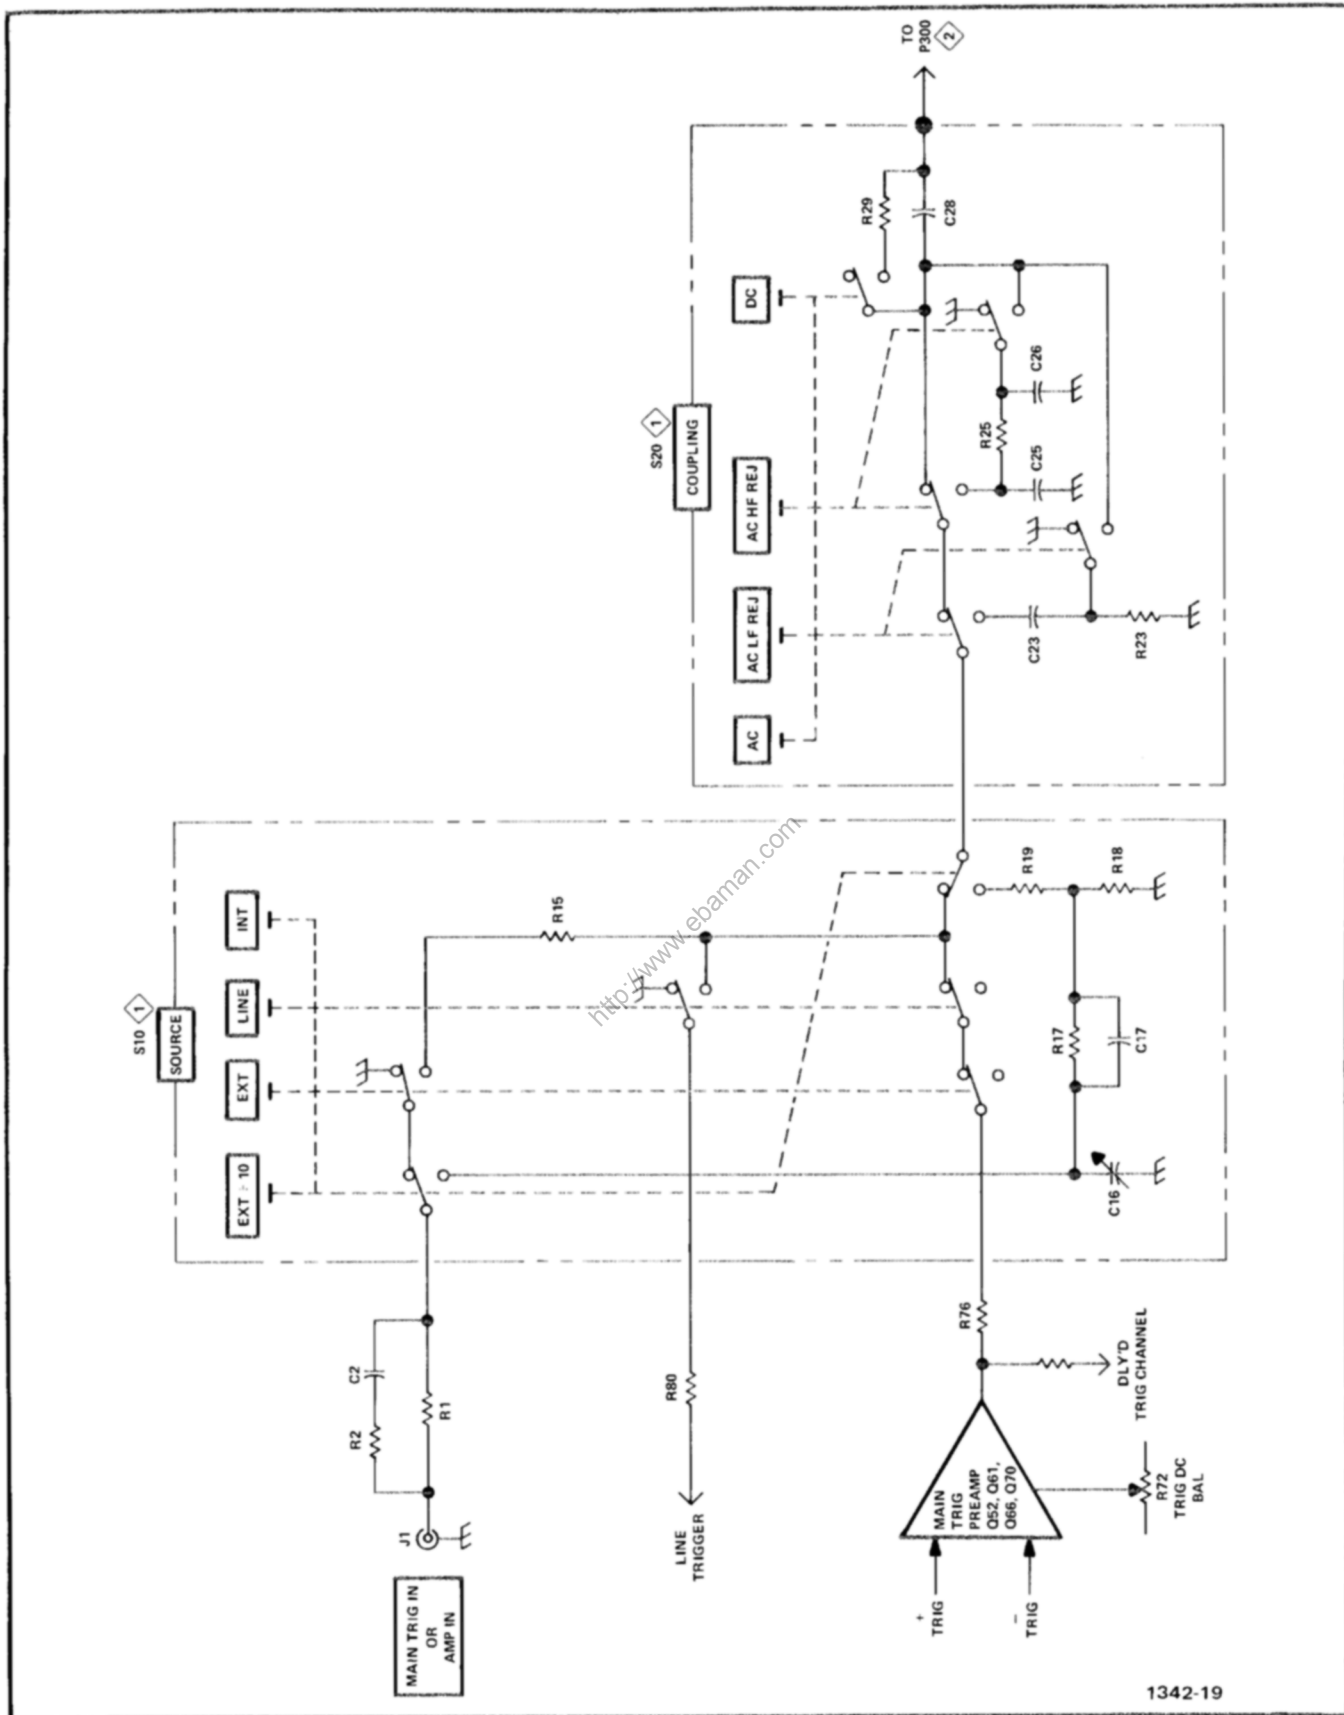 TO
P300
2
R29
C28
DC
C26
R25
C25
1
S20
COUPLING
AC HF REJ
AC LF REJ
AC
C23
R23
1
S10
SOURCE
INT
LINE
EXT
R15
R19
R18
R17
C17
C16
http://www.ebaman.com
C2
R2
R1
J1
MAIN TRIG IN
OR
AMP IN
R80
LINE
TRIGGER
R76
DLY'D
TRIG CHANNEL
MAIN
TRIG
PREAMP
Q52, Q61,
Q66, Q70
R72
TRIG DC
BAL
+
TRIG
−
TRIG
1342-19